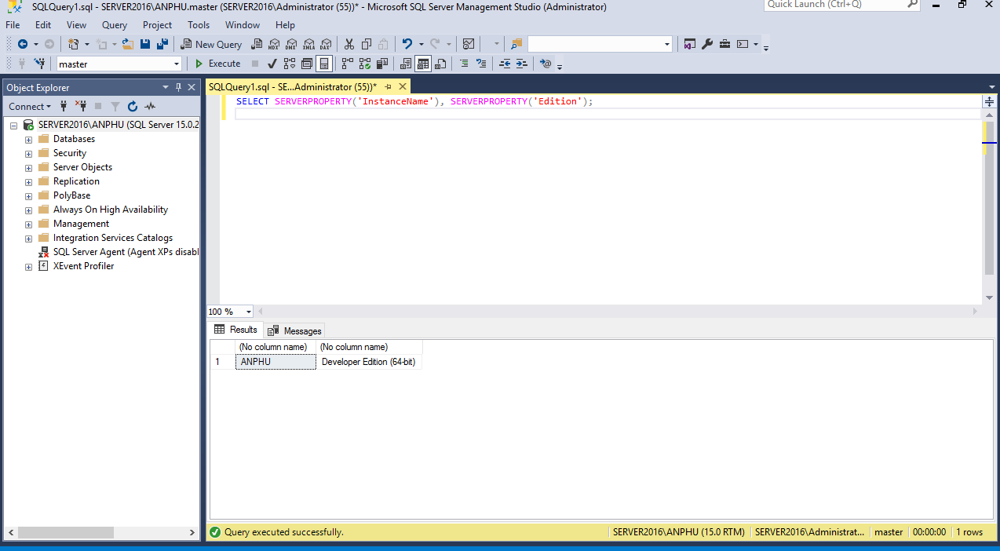 SQLQuery1.sql - SERVER2016\ANPHU.master (SERVER2016\Administrator (55))* - Microsoft SQL Server Management Studio (Administrator)
Quick Launch (Ctrl+Q)
File Edit View Query Project Tools Window Help
New Query MDX DMX XMLA DAX
master Execute
Object Explorer
Connect
SERVER2016\ANPHU (SQL Server 15.0.2
Databases
Security
Server Objects
Replication
PolyBase
Always On High Availability
Management
Integration Services Catalogs
SQL Server Agent (Agent XPs disabl
XEvent Profiler
SQLQuery1.sql - SE...Administrator (55))*
SELECT SERVERPROPERTY('InstanceName'), SERVERPROPERTY('Edition');
100 %
Results Messages
(No column name) (No column name)
1 ANPHU Developer Edition (64-bit)
Query executed successfully. SERVER2016\ANPHU (15.0 RTM) SERVER2016\Administrat... master 00:00:00 1 rows